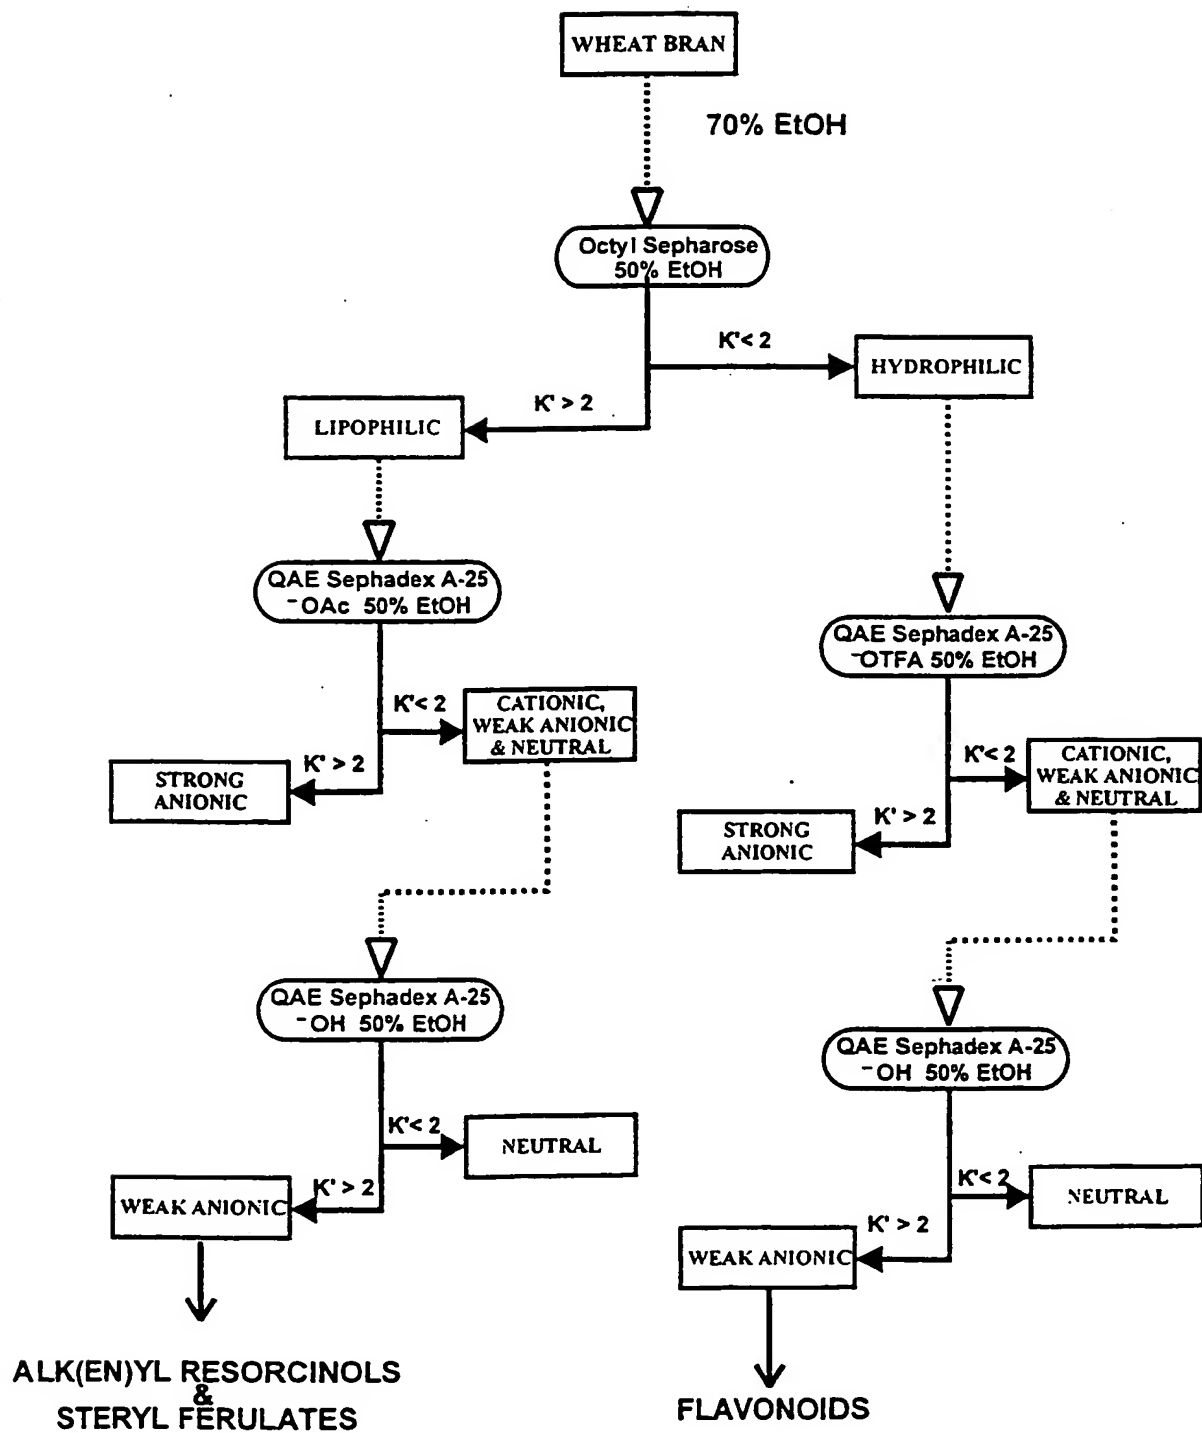 WHEAT BRAN
70% EtOH
Octyl Sepharose
50% EtOH
K'< 2
HYDROPHILIC
K' > 2
LIPOPHILIC
QAE Sephadex A-25
⁻OAc 50% EtOH
QAE Sephadex A-25
⁻OTFA 50% EtOH
K'< 2
CATIONIC,
WEAK ANIONIC
& NEUTRAL
K' > 2
STRONG
ANIONIC
K'< 2
CATIONIC,
WEAK ANIONIC
& NEUTRAL
K' > 2
STRONG
ANIONIC
QAE Sephadex A-25
⁻OH 50% EtOH
QAE Sephadex A-25
⁻OH 50% EtOH
K'< 2
NEUTRAL
K' > 2
WEAK ANIONIC
K'< 2
NEUTRAL
K' > 2
WEAK ANIONIC
ALK(EN)YL RESORCINOLS
&
STERYL FERULATES
FLAVONOIDS